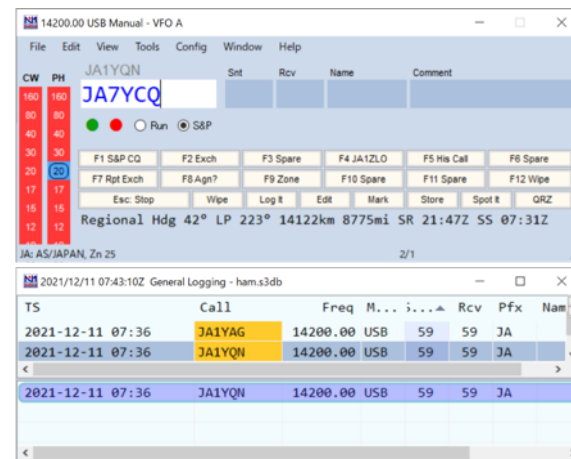 14200.00 USB Manual - VFO A
File Edit View Tools Config Window Help
CW PH JA1YQN Snt Rcv Name Comment
JA7YCQ
160 160
80 80
40 40
30 30
20 20
17 17
15 15
12 12
Run S&P
F1 S&P CQ F2 Exch F3 Spare F4 JA1ZLO F5 His Call F6 Spare
F7 Rpt Exch F8 Agn? F9 Zone F10 Spare F11 Spare F12 Wipe
Esc: Stop Wipe Log It Edit Mark Store Spot It QRZ
Regional Hdg 42° LP 223° 14122km 8775mi SR 21:47Z SS 07:31Z
JA: AS/JAPAN, Zn 25 2/1
2021/12/11 07:43:10Z General Logging - ham.s3db
TS Call Freq M... S...▲ Rcv Pfx Nam
2021-12-11 07:36 JA1YAG 14200.00 USB 59 59 JA
2021-12-11 07:36 JA1YQN 14200.00 USB 59 59 JA
2021-12-11 07:36 JA1YQN 14200.00 USB 59 59 JA